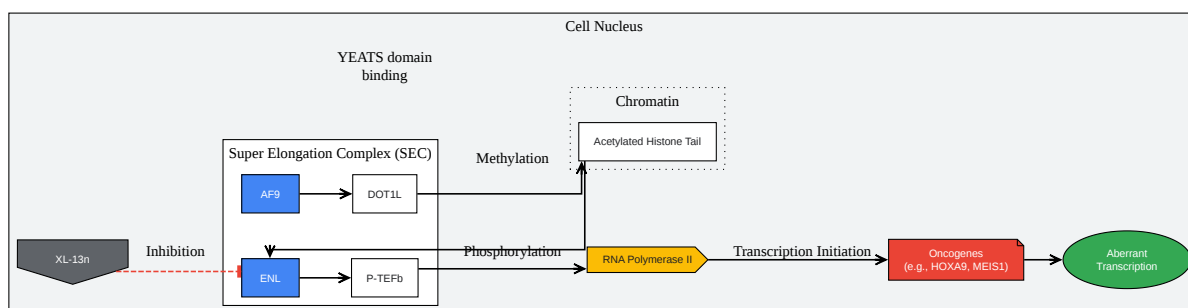 Cell Nucleus
YEATS domain
binding
Chromatin
Acetylated Histone Tail
Super Elongation Complex (SEC)
Methylation
AF9
DOT1L
XL-13n
Inhibition
ENL
P-TEFb
Phosphorylation
RNA Polymerase II
Transcription Initiation
Oncogenes
(e.g., HOXA9, MEIS1)
Aberrant
Transcription